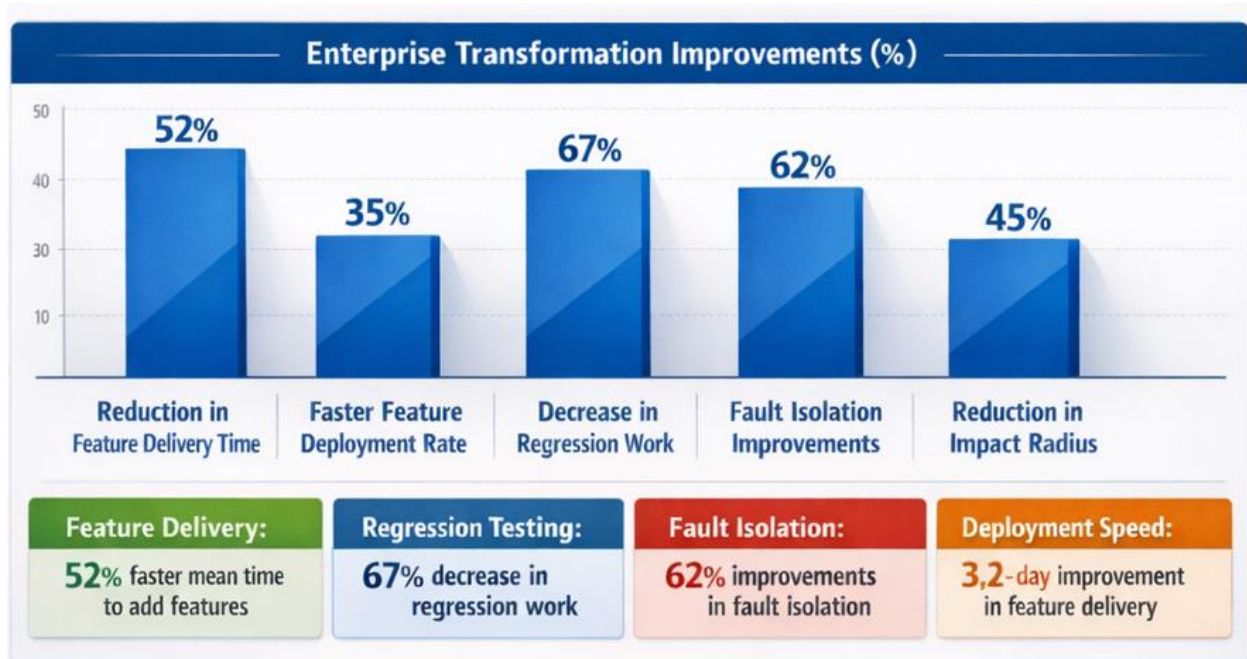 Enterprise Transformation Improvements (%)
50
40
30
10
52%
35%
67%
62%
45%
Reduction in
Feature Delivery Time
Faster Feature
Deployment Rate
Decrease in
Regression Work
Fault Isolation
Improvements
Reduction in
Impact Radius
Feature Delivery:
52% faster mean time
to add features
Regression Testing:
67% decrease in
regression work
Fault Isolation:
62% improvements
in fault isolation
Deployment Speed:
3,2-day improvement
in feature delivery